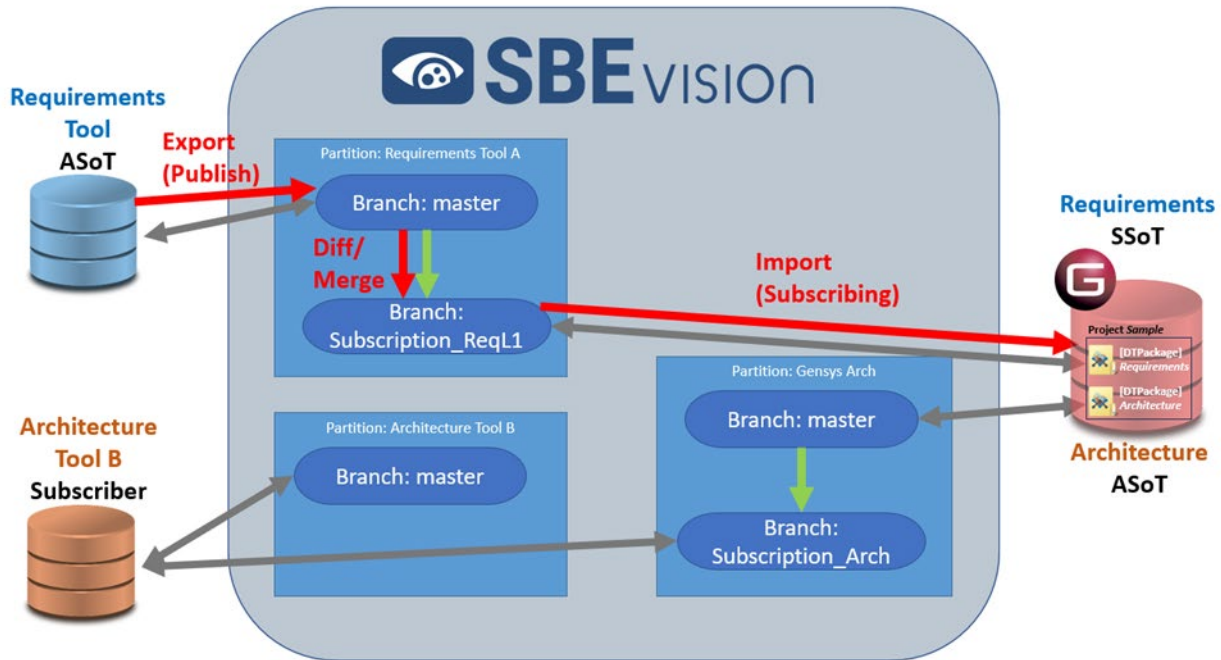 SBE VISION
Requirements
Tool
ASoT
Export
(Publish)
Partition: Requirements Tool A
Branch: master
Diff/
Merge
Branch:
Subscription_ReqL1
Import
(Subscribing)
Requirements
SSoT
G
Project Sample
[DTPackage]
Requirements
[DTPackage]
Architecture
Architecture
ASoT
Partition: Gensys Arch
Branch: master
Branch:
Subscription_Arch
Architecture
Tool B
Subscriber
Partition: Architecture Tool B
Branch: master